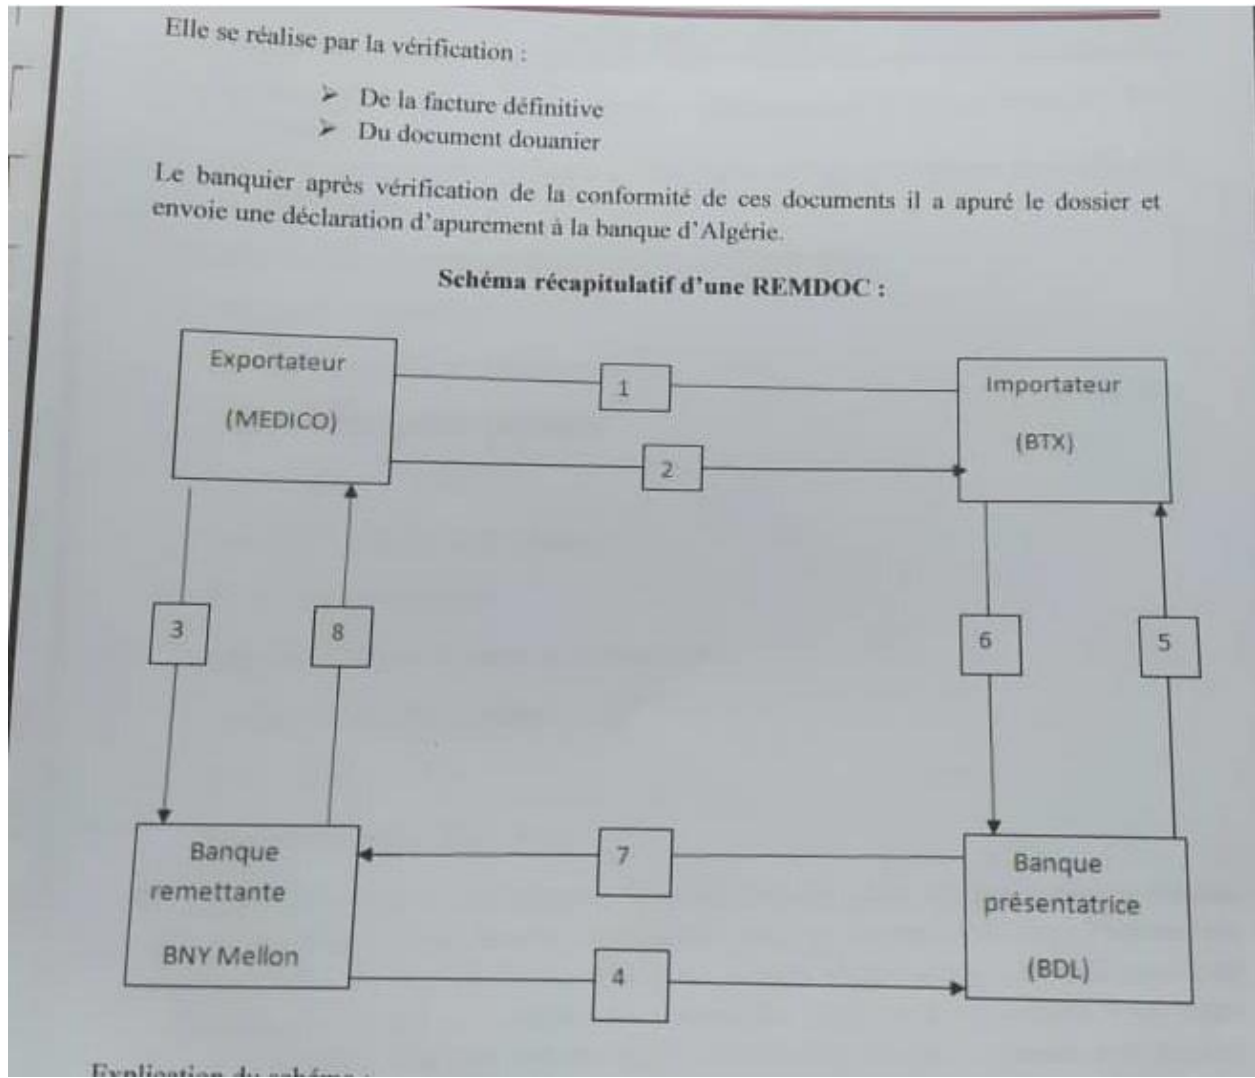 Elle se réalise par la vérification :
➢ De la facture définitive
➢ Du document douanier
Le banquier après vérification de la conformité de ces documents il a apuré le dossier et
envoie une déclaration d'apurement à la banque d'Algérie.
Schéma récapitulatif d'une REMDOC :
Exportateur
(MEDICO)
1
Importateur
(BTX)
2
3
8
6
5
Banque
remettante
BNY Mellon
7
4
Banque
présentatrice
(BDL)
Explication du schéma :